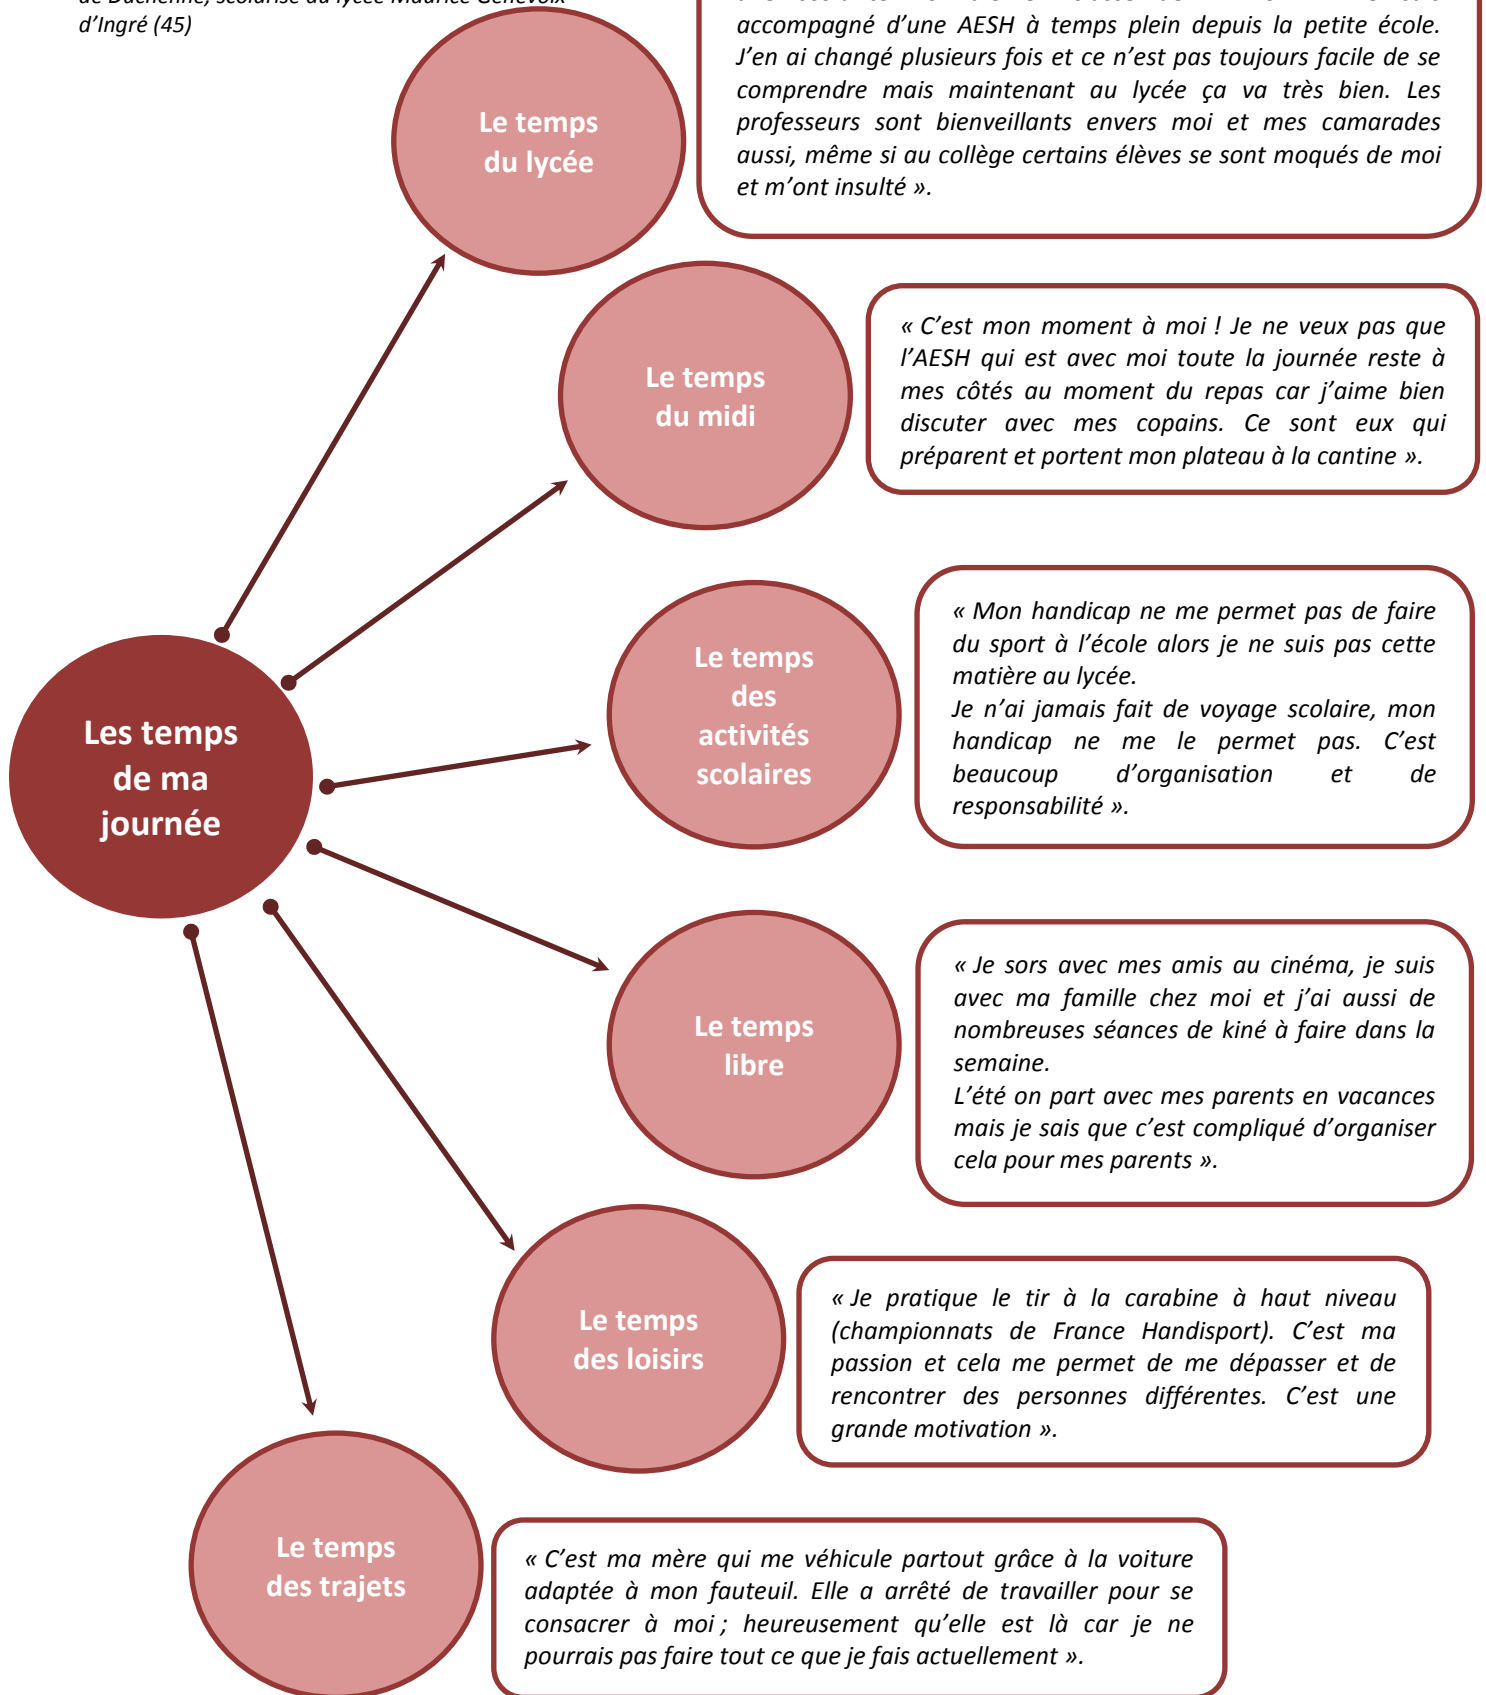 de Duchenne, scolarisé au lycée Maurice Genevoix
d’Ingré (45)
accompagné d’une AESH à temps plein depuis la petite école.
J’en ai changé plusieurs fois et ce n’est pas toujours facile de se
comprendre mais maintenant au lycée ça va très bien. Les
professeurs sont bienveillants envers moi et mes camarades
aussi, même si au collège certains élèves se sont moqués de moi
et m’ont insulté ».
Le temps
du lycée
Le temps
du midi
« C’est mon moment à moi ! Je ne veux pas que
l’AESH qui est avec moi toute la journée reste à
mes côtés au moment du repas car j’aime bien
discuter avec mes copains. Ce sont eux qui
préparent et portent mon plateau à la cantine ».
Les temps
de ma
journée
Le temps
des
activités
scolaires
« Mon handicap ne me permet pas de faire
du sport à l’école alors je ne suis pas cette
matière au lycée.
Je n’ai jamais fait de voyage scolaire, mon
handicap ne me le permet pas. C’est
beaucoup d’organisation et de
responsabilité ».
Le temps
libre
« Je sors avec mes amis au cinéma, je suis
avec ma famille chez moi et j’ai aussi de
nombreuses séances de kiné à faire dans la
semaine.
L’été on part avec mes parents en vacances
mais je sais que c’est compliqué d’organiser
cela pour mes parents ».
Le temps
des loisirs
« Je pratique le tir à la carabine à haut niveau
(championnats de France Handisport). C’est ma
passion et cela me permet de me dépasser et de
rencontrer des personnes différentes. C’est une
grande motivation ».
Le temps
des trajets
« C’est ma mère qui me véhicule partout grâce à la voiture
adaptée à mon fauteuil. Elle a arrêté de travailler pour se
consacrer à moi ; heureusement qu’elle est là car je ne
pourrais pas faire tout ce que je fais actuellement ».